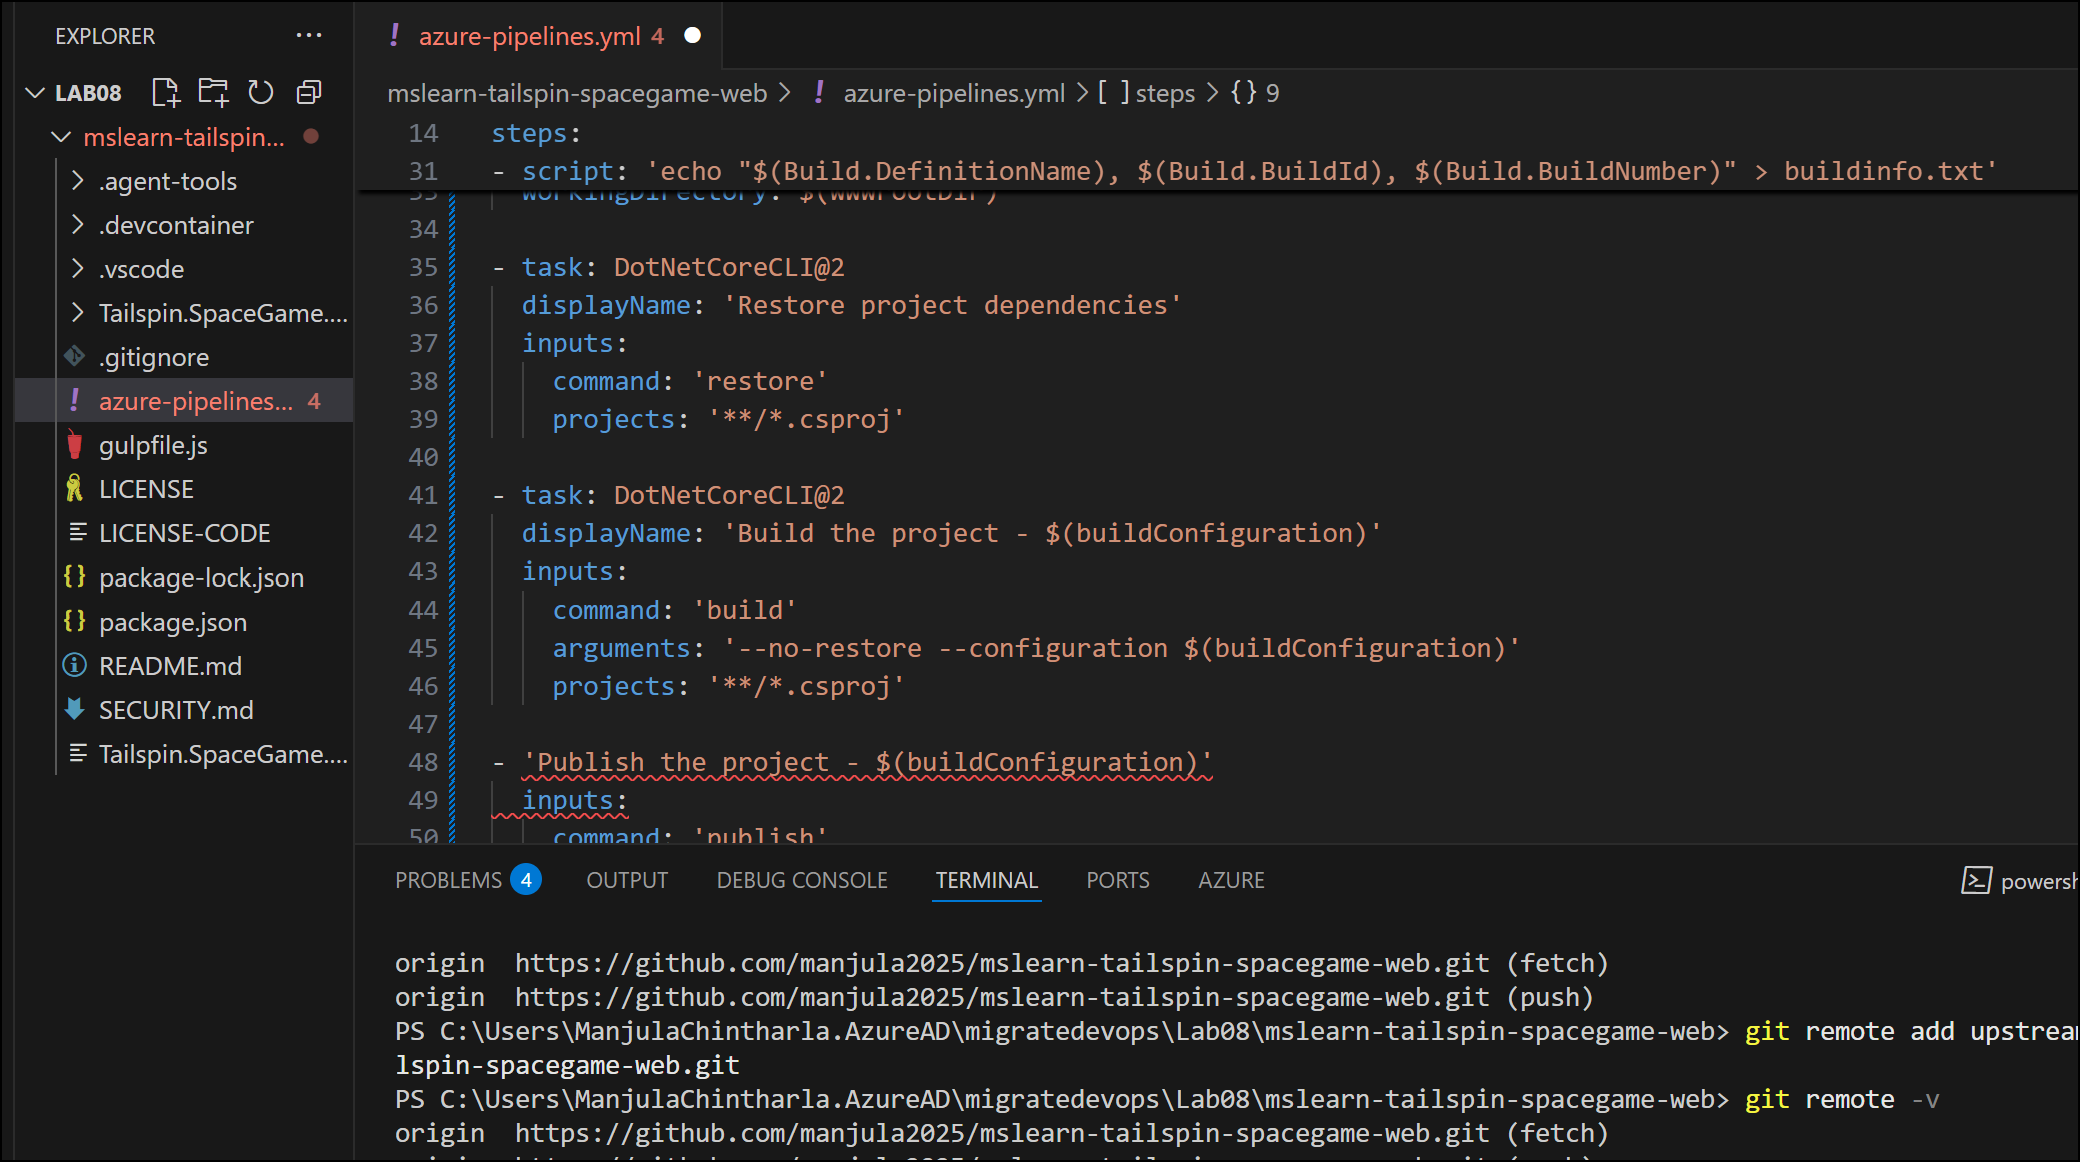 EXPLORER ...
LAB08
mslearn-tailspin...
.agent-tools
.devcontainer
.vscode
Tailspin.SpaceGame....
.gitignore
azure-pipelines... 4
gulpfile.js
LICENSE
LICENSE-CODE
package-lock.json
package.json
README.md
SECURITY.md
Tailspin.SpaceGame....
! azure-pipelines.yml 4
mslearn-tailspin-spacegame-web > ! azure-pipelines.yml > [ ] steps > {} 9
14 steps:
31 - script: 'echo "$(Build.DefinitionName), $(Build.BuildId), $(Build.BuildNumber)" > buildinfo.txt'
33 workingDirectory: $(wwwrootDir)
34
35 - task: DotNetCoreCLI@2
36 displayName: 'Restore project dependencies'
37 inputs:
38 command: 'restore'
39 projects: '**/*.csproj'
40
41 - task: DotNetCoreCLI@2
42 displayName: 'Build the project - $(buildConfiguration)'
43 inputs:
44 command: 'build'
45 arguments: '--no-restore --configuration $(buildConfiguration)'
46 projects: '**/*.csproj'
47
48 - 'Publish the project - $(buildConfiguration)'
49 inputs:
50 command: 'publish'
PROBLEMS 4 OUTPUT DEBUG CONSOLE TERMINAL PORTS AZURE powersh
origin https://github.com/manjula2025/mslearn-tailspin-spacegame-web.git (fetch)
origin https://github.com/manjula2025/mslearn-tailspin-spacegame-web.git (push)
PS C:\Users\ManjulaChintharla.AzureAD\migratedevops\Lab08\mslearn-tailspin-spacegame-web> git remote add upstream
lspin-spacegame-web.git
PS C:\Users\ManjulaChintharla.AzureAD\migratedevops\Lab08\mslearn-tailspin-spacegame-web> git remote -v
origin https://github.com/manjula2025/mslearn-tailspin-spacegame-web.git (fetch)